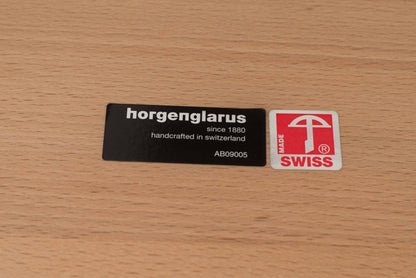 horgenglarus
since 1880
handcrafted in switzerland
AB09005
MADE
®
SWISS